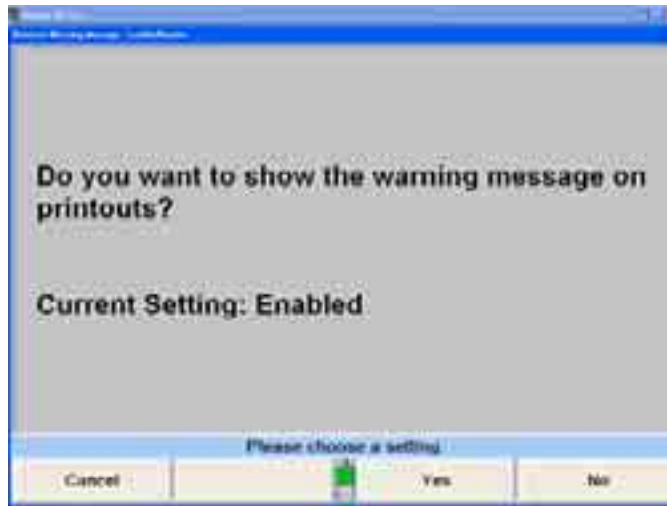 Do you want to show the warning message on
printouts?
Current Setting: Enabled
Please choose a setting
Cancel
Yes
No